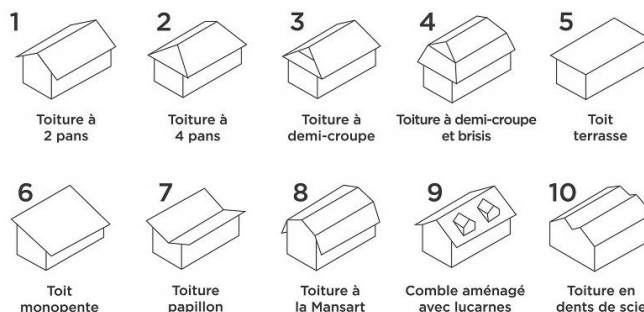 1 2 3 4 5
Toiture à Toiture à Toiture à Toiture à demi-croupe Toit
2 pans 4 pans demi-croupe et brisis terrasse
6 7 8 9 10
Toit Toiture Toiture à Comble aménagé Toiture en
monopente papillon la Mansart avec lucarnes dents de scie